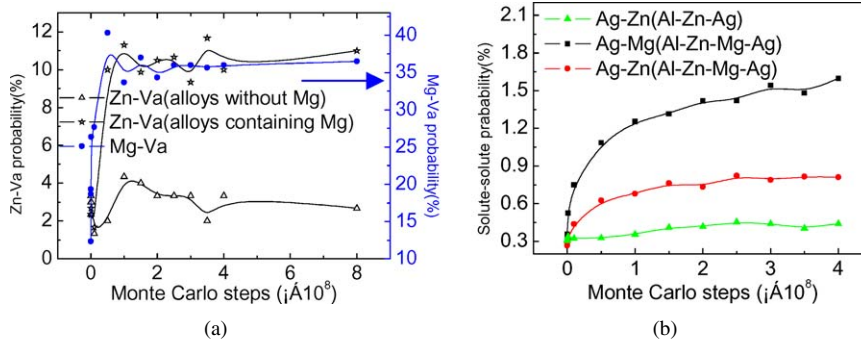 Zn-Va probability(%)
14
12
10
8
6
4
2
0
Zn-Va(alloys without Mg)
Zn-Va(alloys containing Mg)
Mg-Va
40
35
30
25
20
15
10
Mg-Va probability(%)
0 2 4 6 8
Monte Carlo steps (¡Á10⁸)
(a)
Solute-solute prabability(%)
2.1
1.8
1.5
1.2
0.9
0.6
0.3
Ag-Zn(Al-Zn-Ag)
Ag-Mg(Al-Zn-Mg-Ag)
Ag-Zn(Al-Zn-Mg-Ag)
0 1 2 3 4
Monte Carlo steps (¡Á10⁸)
(b)